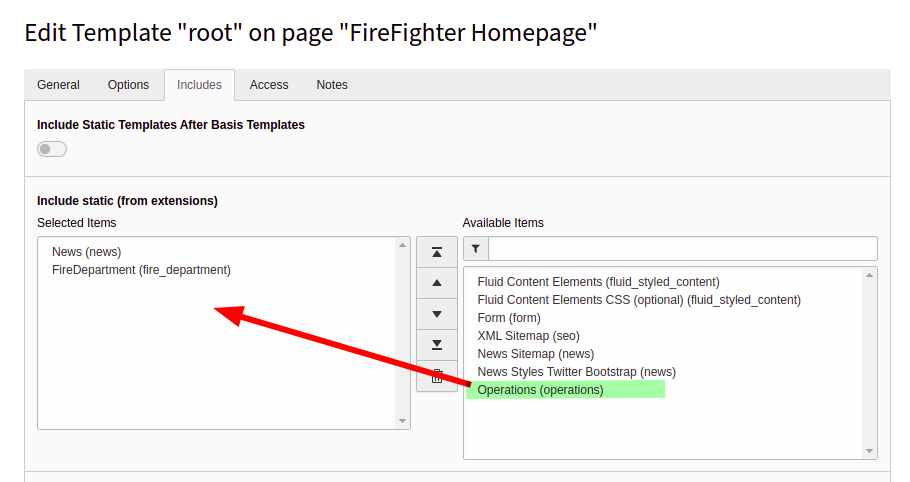 Edit Template "root" on page "FireFighter Homepage"
General Options Includes Access Notes
Include Static Templates After Basis Templates
Include static (from extensions)
Selected Items
News (news)
FireDepartment (fire_department)
Available Items
Fluid Content Elements (fluid_styled_content)
Fluid Content Elements CSS (optional) (fluid_styled_content)
Form (form)
XML Sitemap (seo)
News Sitemap (news)
News Styles Twitter Bootstrap (news)
Operations (operations)